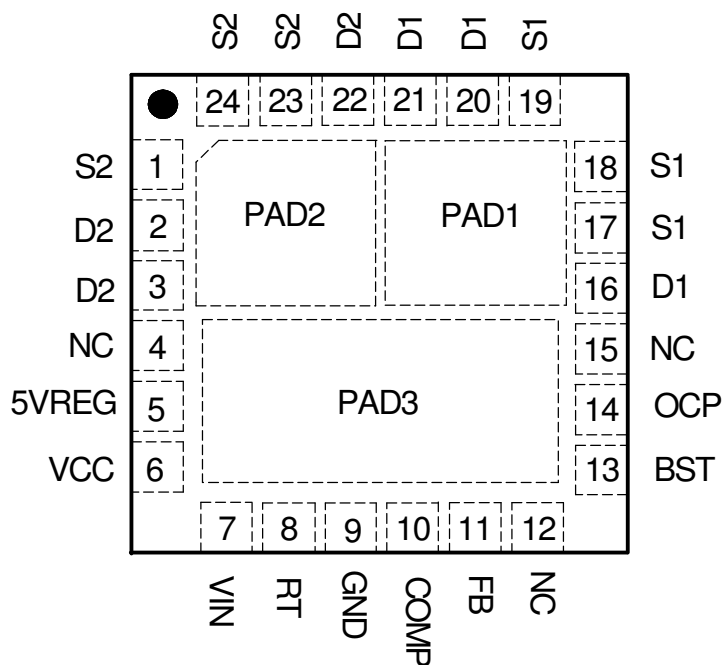 S2 S2 D2 D1 D1 S1
24 23 22 21 20 19
S2 1 18 S1
PAD2 PAD1
D2 2 17 S1
D2 3 16 D1
NC 4 15 NC
5VREG 5 PAD3 14 OCP
VCC 6 13 BST
7 8 9 10 11 12
VIN RT GND COMP FB NC